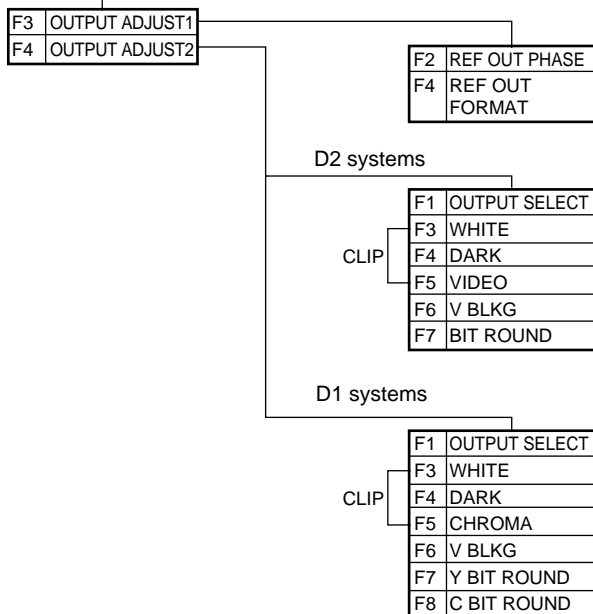 F3 OUTPUT ADJUST1
F4 OUTPUT ADJUST2
F2 REF OUT PHASE
F4 REF OUT
FORMAT
D2 systems
F1 OUTPUT SELECT
F3 WHITE
CLIP F4 DARK
F5 VIDEO
F6 V BLKG
F7 BIT ROUND
D1 systems
F1 OUTPUT SELECT
F3 WHITE
CLIP F4 DARK
F5 CHROMA
F6 V BLKG
F7 Y BIT ROUND
F8 C BIT ROUND